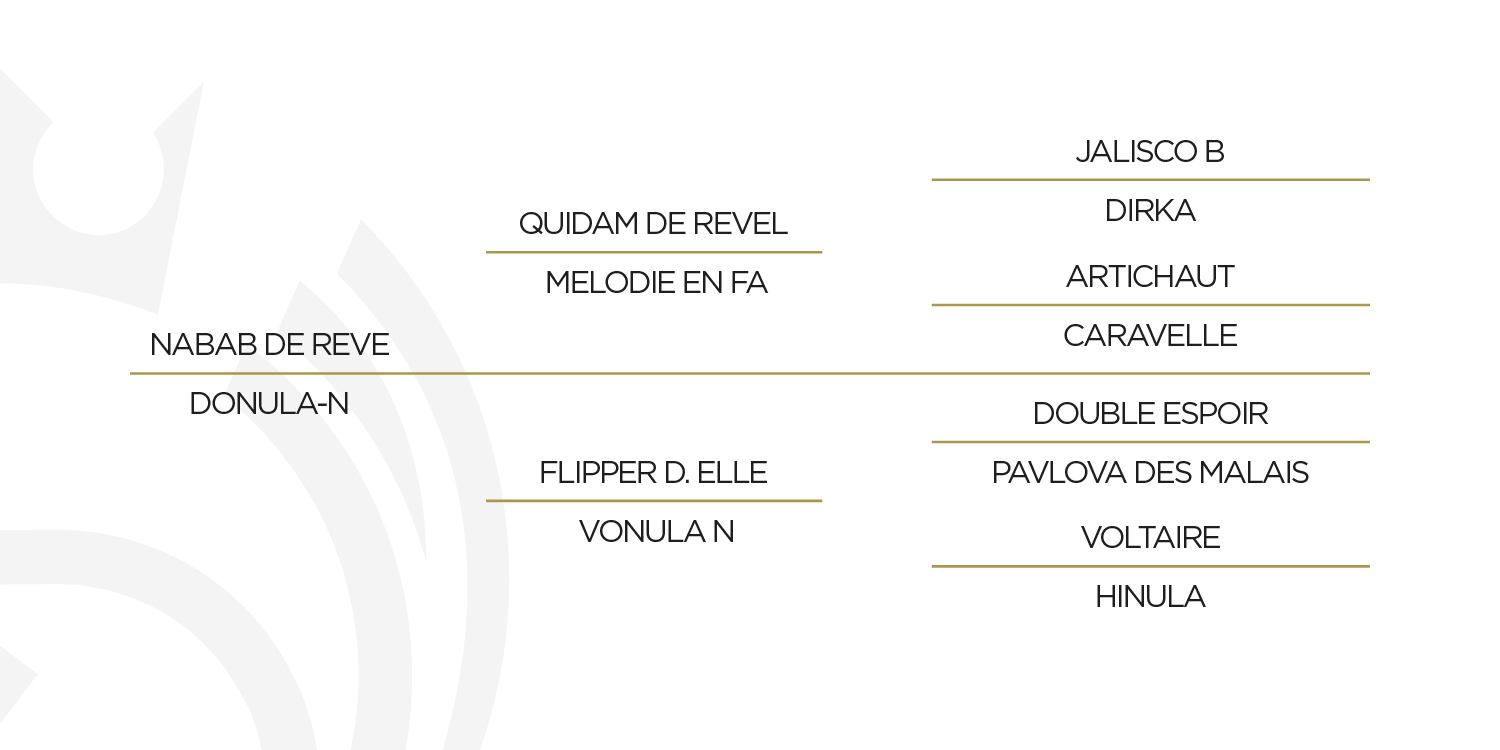 JALISCO B
QUIDAM DE REVEL
DIRKA
MELODIE EN FA
ARTICHAUT
CARAVELLE
NABAB DE REVE
DONULA-N
DOUBLE ESPOIR
FLIPPER D. ELLE
PAVLOVA DES MALAIS
VONULA N
VOLTAIRE
HINULA